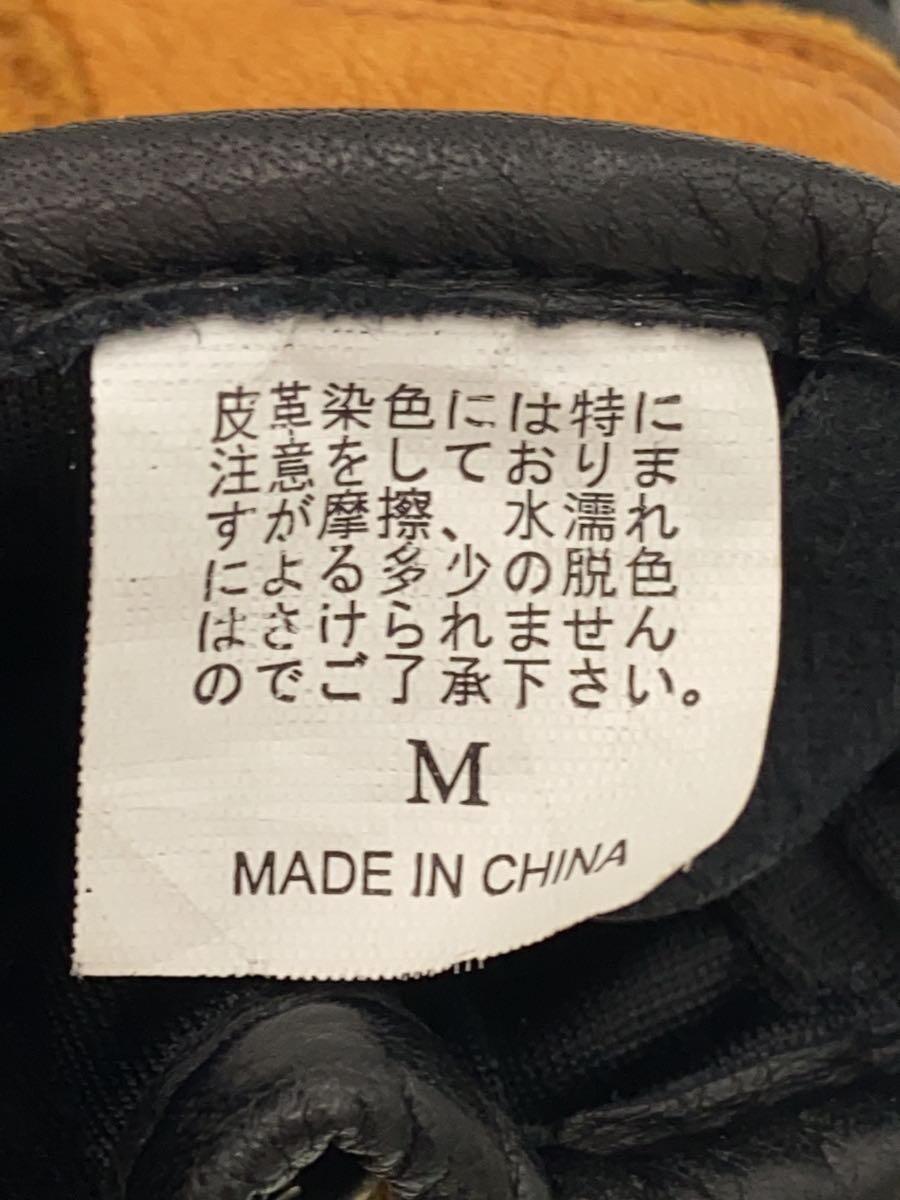 皮革染色には特に
注意をしておりま
すが摩擦、水濡れ
による多少の脱色
はさけられません
のでご了承下さい。
M
MADE IN CHINA